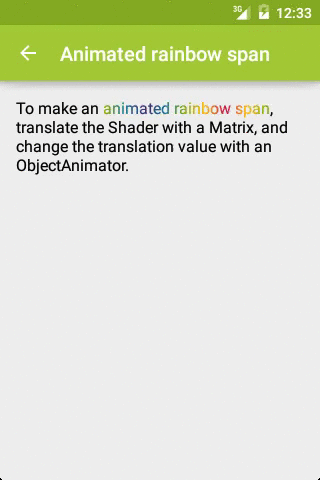 3G 12:33
Animated rainbow span
To make an animated rainbow span,
translate the Shader with a Matrix, and
change the translation value with an
ObjectAnimator.